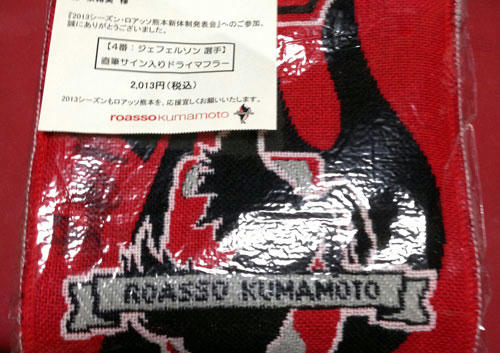 様
『2013シーズン・ロアッソ熊本新体制発表会』へのご参加、
誠にありがとうございました。
【4番：ジェフェルソン 選手】
直筆サイン入りドライマフラー
2,013円（税込）
2013シーズンもロアッソ熊本を、応援宜しくお願いいたします。
roassokumamoto
ROASSO KUMAMOTO